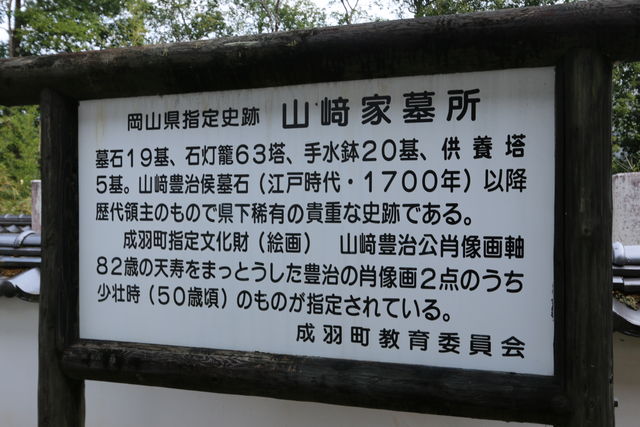 岡山県指定史跡 山﨑家墓所
墓石19基、石灯籠63塔、手水鉢20基、供養塔
5基。山﨑豊治侯墓石（江戸時代・1700年）以降
歴代領主のもので県下稀有の貴重な史跡である。
成羽町指定文化財（絵画） 山﨑豊治公肖像画軸
82歳の天寿をまっとうした豊治の肖像画2点のうち
少壮時（50歳頃）のものが指定されている。
成羽町教育委員会